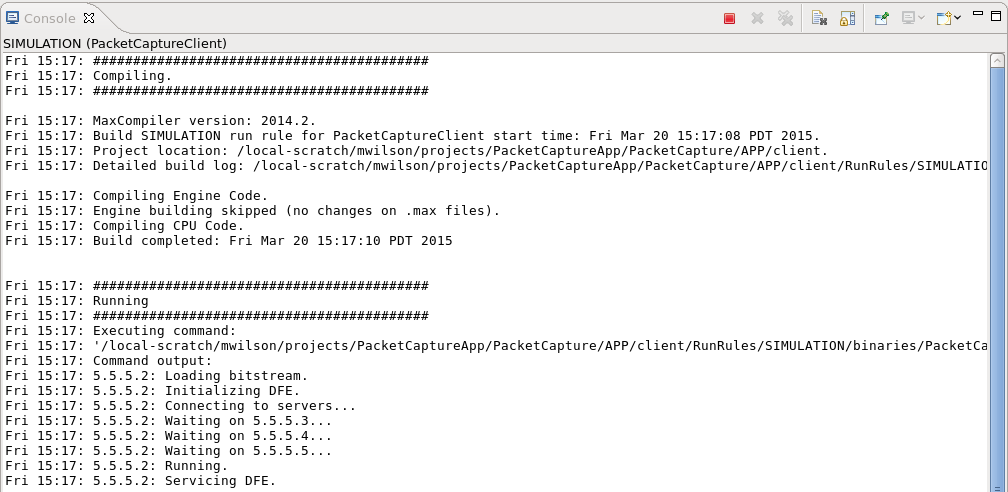 Console
SIMULATION (PacketCaptureClient)
Fri 15:17: ##########################################
Fri 15:17: Compiling.
Fri 15:17: ##########################################
Fri 15:17: MaxCompiler version: 2014.2.
Fri 15:17: Build SIMULATION run rule for PacketCaptureClient start time: Fri Mar 20 15:17:08 PDT 2015.
Fri 15:17: Project location: /local-scratch/mwilson/projects/PacketCaptureApp/PacketCapture/APP/client.
Fri 15:17: Detailed build log: /local-scratch/mwilson/projects/PacketCaptureApp/PacketCapture/APP/client/RunRules/SIMULATIO
Fri 15:17: Compiling Engine Code.
Fri 15:17: Engine building skipped (no changes on .max files).
Fri 15:17: Compiling CPU Code.
Fri 15:17: Build completed: Fri Mar 20 15:17:10 PDT 2015
Fri 15:17: ##########################################
Fri 15:17: Running
Fri 15:17: ##########################################
Fri 15:17: Executing command:
Fri 15:17: '/local-scratch/mwilson/projects/PacketCaptureApp/PacketCapture/APP/client/RunRules/SIMULATION/binaries/PacketCa
Fri 15:17: Command output:
Fri 15:17: 5.5.5.2: Loading bitstream.
Fri 15:17: 5.5.5.2: Initializing DFE.
Fri 15:17: 5.5.5.2: Connecting to servers...
Fri 15:17: 5.5.5.2: Waiting on 5.5.5.3...
Fri 15:17: 5.5.5.2: Waiting on 5.5.5.4...
Fri 15:17: 5.5.5.2: Waiting on 5.5.5.5...
Fri 15:17: 5.5.5.2: Running.
Fri 15:17: 5.5.5.2: Servicing DFE.